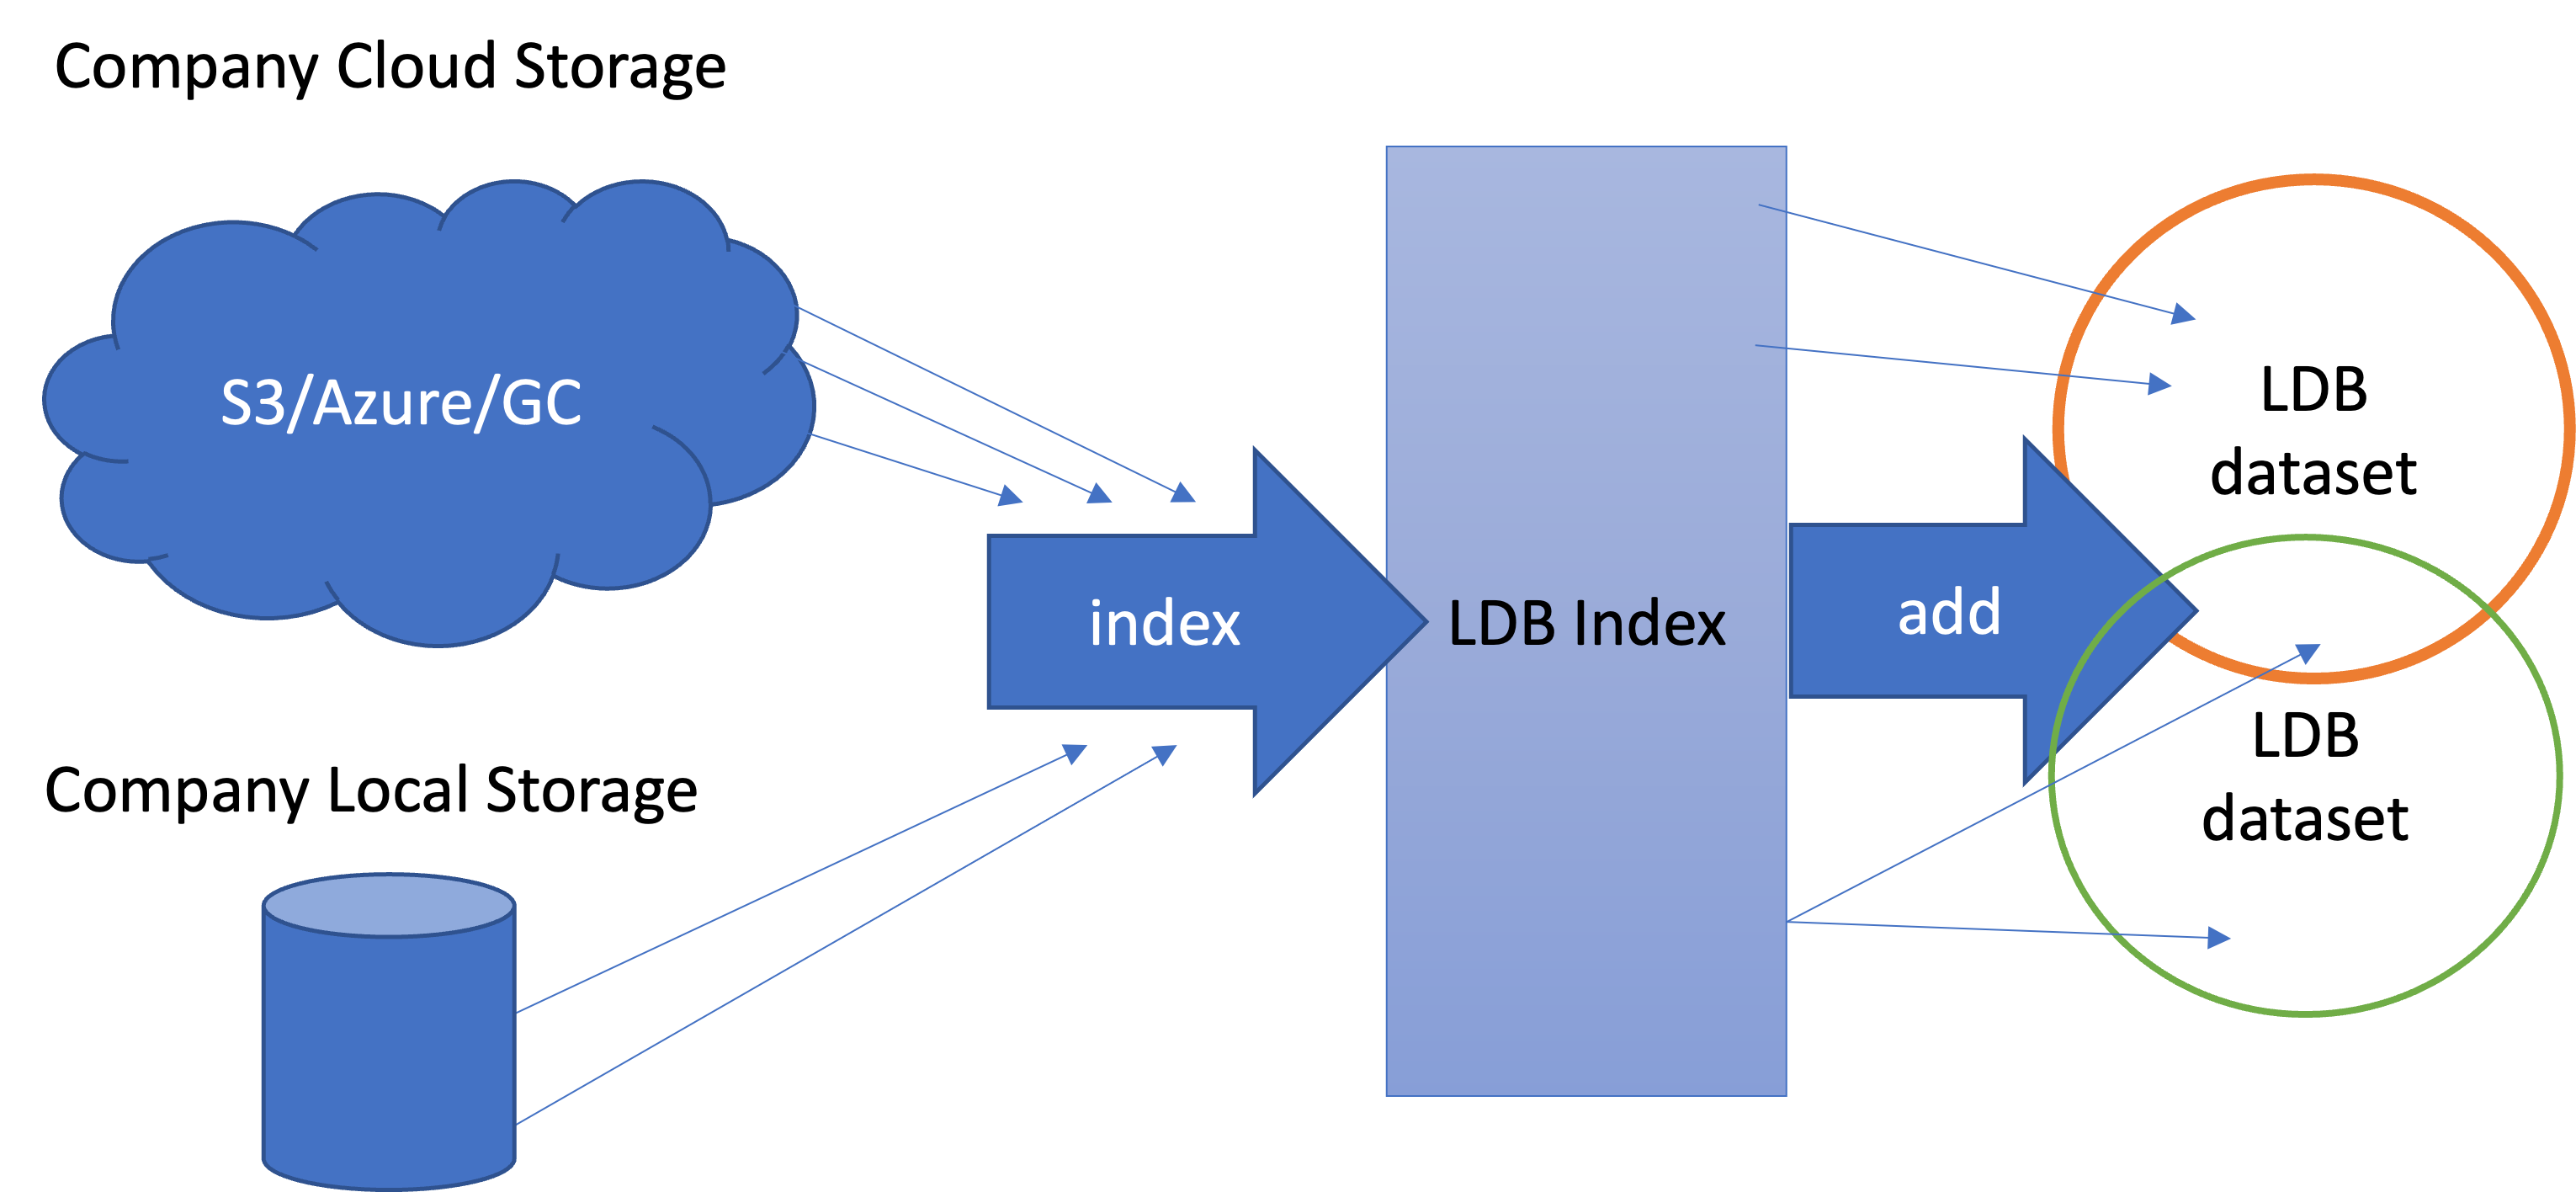 Company Cloud Storage
S3/Azure/GC
index
LDB Index
add
LDB
dataset
LDB
dataset
Company Local Storage